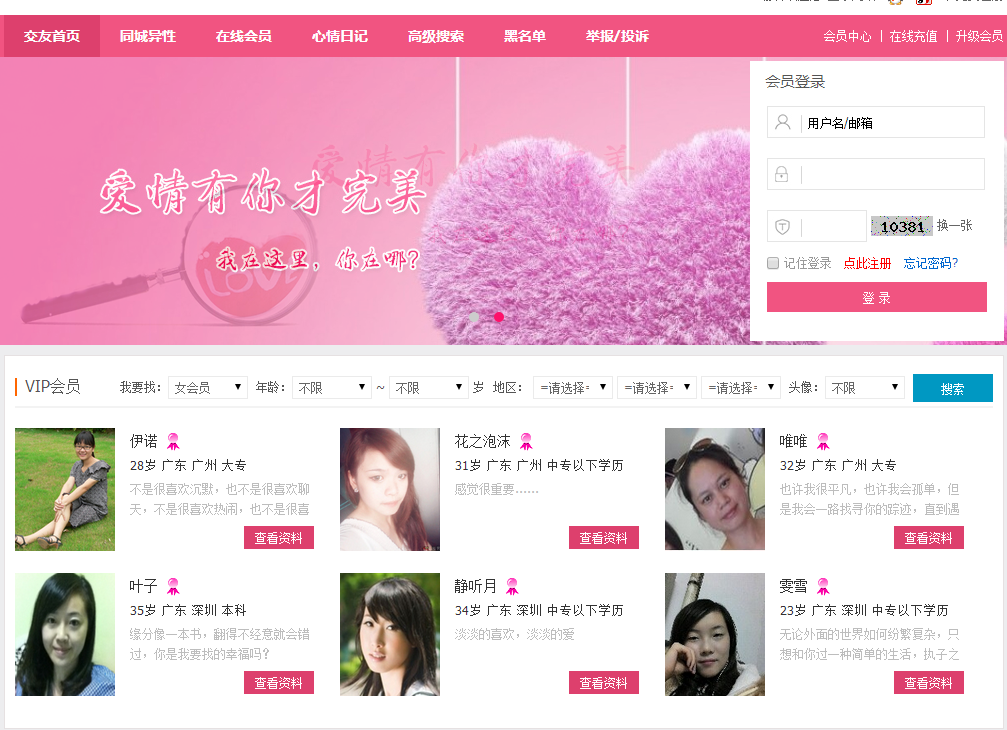 交友首页 同城异性 在线会员 心情日记 高级搜索 黑名单 举报/投诉 会员中心 | 在线充值 | 升级会员
爱情有你才完美
我在这里，你在哪?
会员登录
用户名/邮箱
10381 换一张
记住登录 点此注册 忘记密码?
登 录
VIP会员 我要找： 女会员 年龄： 不限 ~ 不限 岁 地区： =请选择= =请选择= =请选择= 头像： 不限 搜索
伊诺
28岁 广东 广州 大专
不是很喜欢沉默，也不是很喜欢聊
天，不是很喜欢热闹，也不是很喜
查看资料
花之泡沫
31岁 广东 广州 中专以下学历
感觉很重要……
查看资料
唯唯
32岁 广东 广州 大专
也许我很平凡，也许我会孤单，但
是我会一路找寻你的踪迹，直到遇
查看资料
叶子
35岁 广东 深圳 本科
缘分像一本书，翻得不经意就会错
过，你是我要找的幸福吗?
查看资料
静听月
34岁 广东 深圳 中专以下学历
淡淡的喜欢，淡淡的爱
查看资料
雯雪
23岁 广东 深圳 中专以下学历
无论外面的世界如何纷繁复杂，只
想和你过一种简单的生活，执子之
查看资料